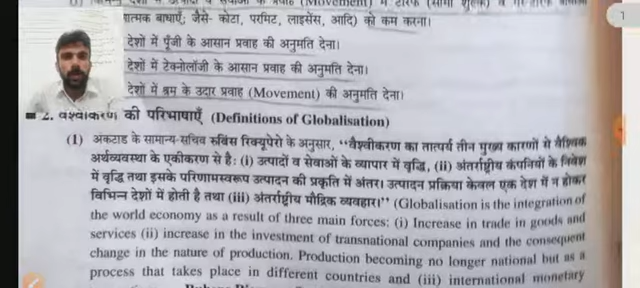 (Movement)
णात्मक बाधाएँ; जैसे- कोटा, परमिट, लाइसेंस, आदि) को कम करना।
देशों में पूँजी के आसान प्रवाह की अनुमति देना।
देशों में टेक्नोलॉजी के आसान प्रवाह की अनुमति देना।
देशों में श्रम के उदार प्रवाह (Movement) की अनुमति देना।
2. वैश्वीकरण की परिभाषाएँ (Definitions of Globalisation)
(1) अंकटाड के सामान्य-सचिव रुबिंस रिक्यूपेरो के अनुसार, “वैश्वीकरण का तात्पर्य तीन मुख्य कारणों से वैश्विक
अर्थव्यवस्था के एकीकरण से है: (i) उत्पादों व सेवाओं के व्यापार में वृद्धि, (ii) अंतर्राष्ट्रीय कंपनियों के निवेश
में वृद्धि तथा इसके परिणामस्वरूप उत्पादन की प्रकृति में अंतर। उत्पादन प्रक्रिया केवल एक देश में न होकर
विभिन्न देशों में होती है तथा (iii) अंतर्राष्ट्रीय मौद्रिक व्यवहार।” (Globalisation is the integration of
the world economy as a result of three main forces: (i) Increase in trade in goods and
services (ii) increase in the investment of transnational companies and the consequent
change in the nature of production. Production becoming no longer national but as a
process that takes place in different countries and (iii) international monetary
1